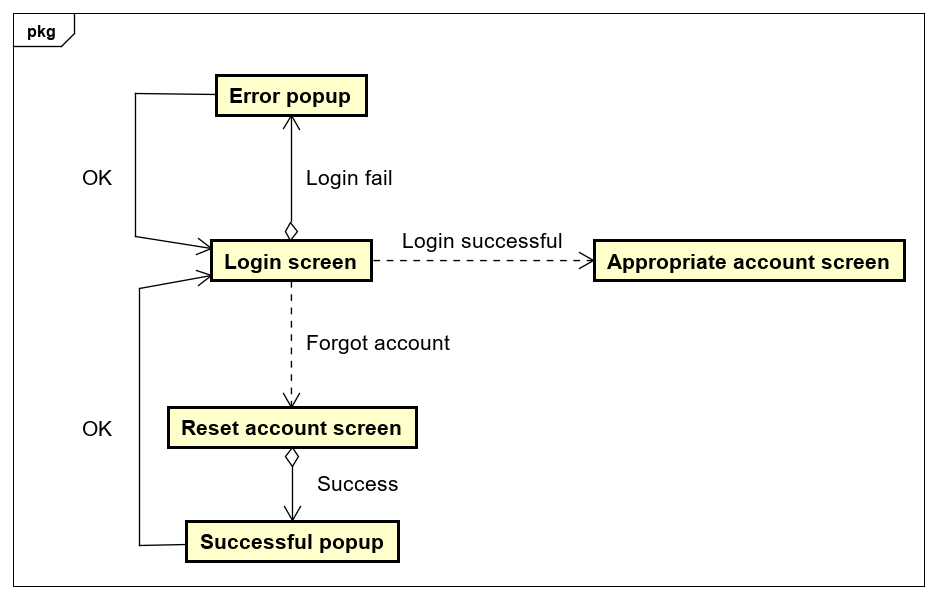 pkg
Error popup
OK
Login fail
Login successful
Login screen
Appropriate account screen
Forgot account
Reset account screen
OK
Success
Successful popup